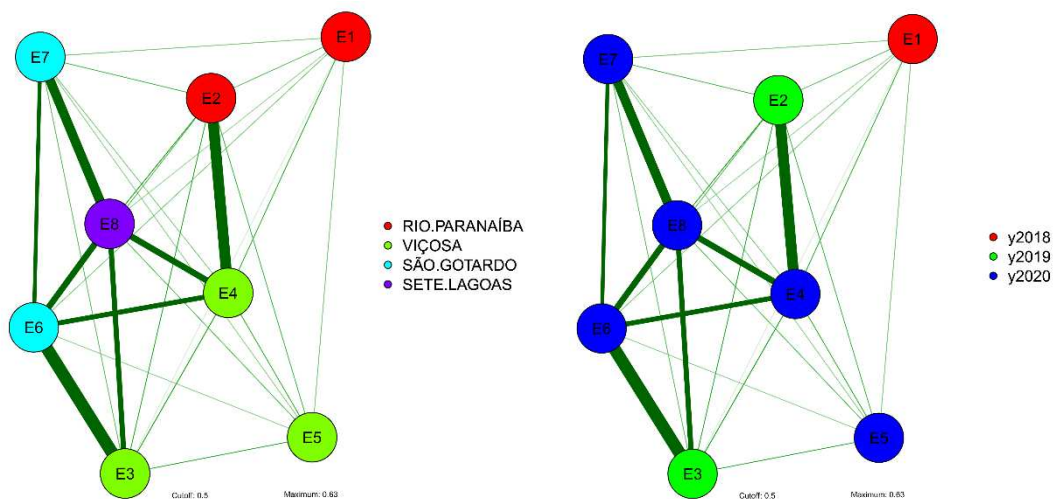 E1
E7
E2
E8
E4
E6
E5
E3
RIO.PARANAÍBA
VIÇOSA
SÃO.GOTARDO
SETE.LAGOAS
Cutoff: 0.5
Maximum: 0.63
E1
E7
E2
E8
E4
E6
E5
E3
y2018
y2019
y2020
Cutoff: 0.5
Maximum: 0.63